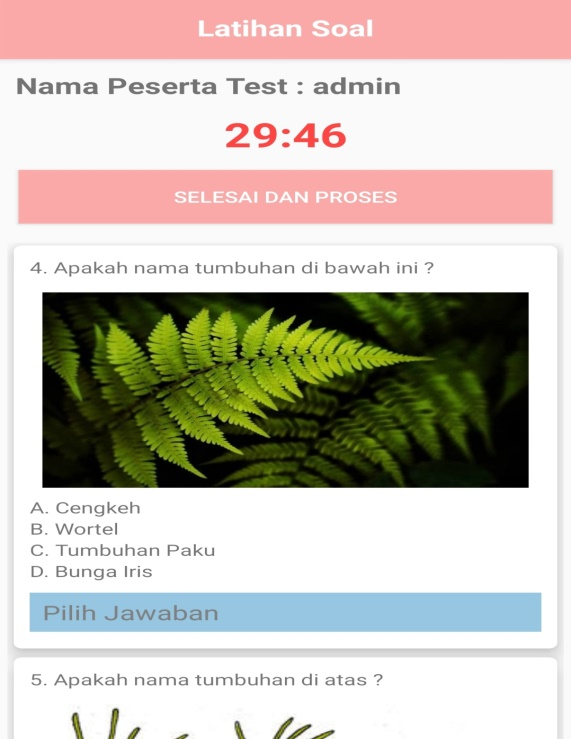 Latihan Soal
Nama Peserta Test : admin
29:46
SELESAI DAN PROSES
4. Apakah nama tumbuhan di bawah ini ?
A. Cengkeh
B. Wortel
C. Tumbuhan Paku
D. Bunga Iris
Pilih Jawaban
5. Apakah nama tumbuhan di atas ?